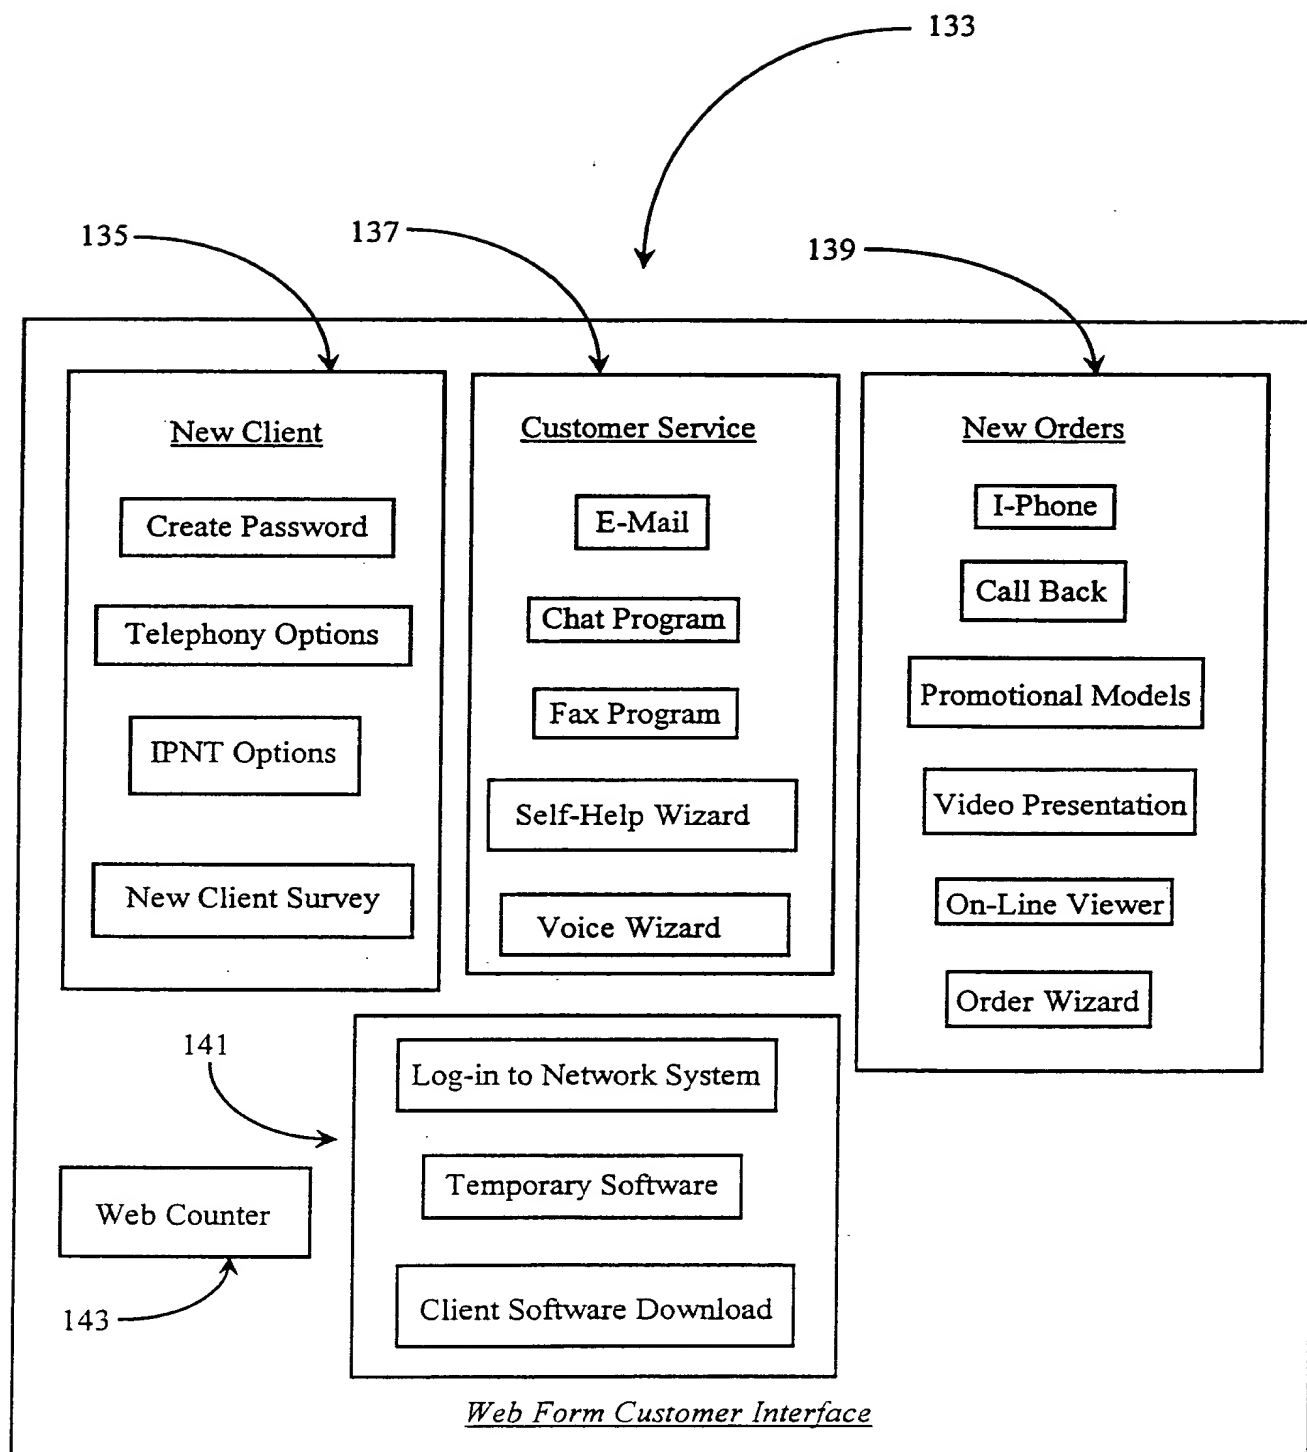 133
135
137
139
New Client
Create Password
Telephony Options
IPNT Options
New Client Survey
Customer Service
E-Mail
Chat Program
Fax Program
Self-Help Wizard
Voice Wizard
New Orders
I-Phone
Call Back
Promotional Models
Video Presentation
On-Line Viewer
Order Wizard
141
Log-in to Network System
Temporary Software
Client Software Download
Web Counter
143
Web Form Customer Interface